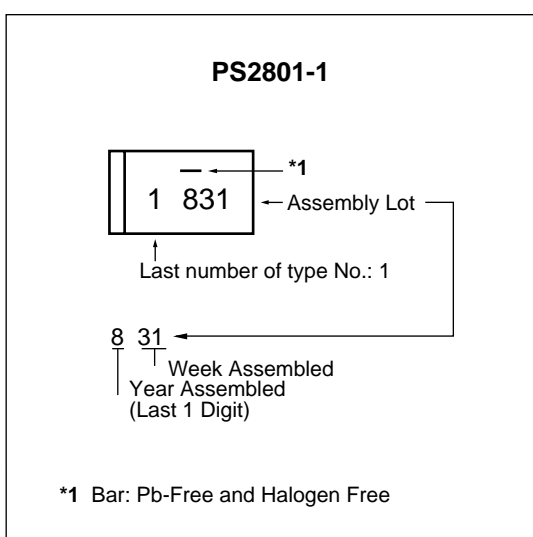 PS2801-1
*1
1 831
Assembly Lot
Last number of type No.: 1
8 31
Week Assembled
Year Assembled
(Last 1 Digit)
*1 Bar: Pb-Free and Halogen Free